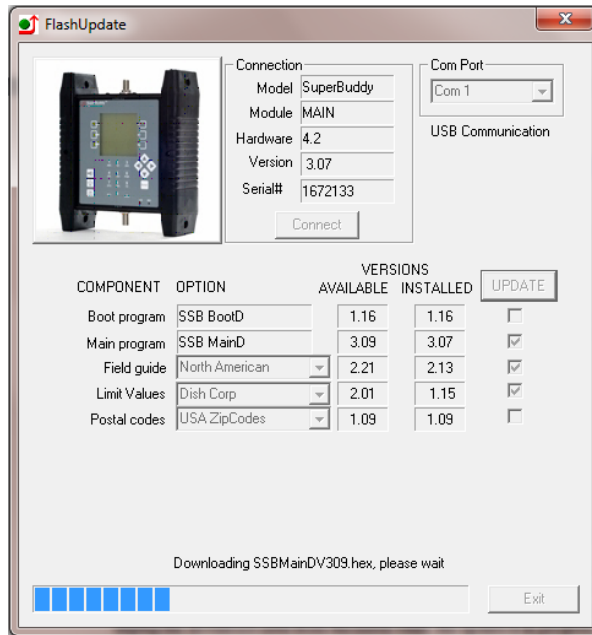 FlashUpdate
Connection
Model SuperBuddy
Module MAIN
Hardware 4.2
Version 3.07
Serial# 1672133
Connect
Com Port
Com 1
USB Communication
VERSIONS
COMPONENT OPTION AVAILABLE INSTALLED UPDATE
Boot program SSB BootD 1.16 1.16
Main program SSB MainD 3.09 3.07
Field guide North American 2.21 2.13
Limit Values Dish Corp 2.01 1.15
Postal codes USA ZipCodes 1.09 1.09
Downloading SSBMainDV309.hex, please wait
Exit